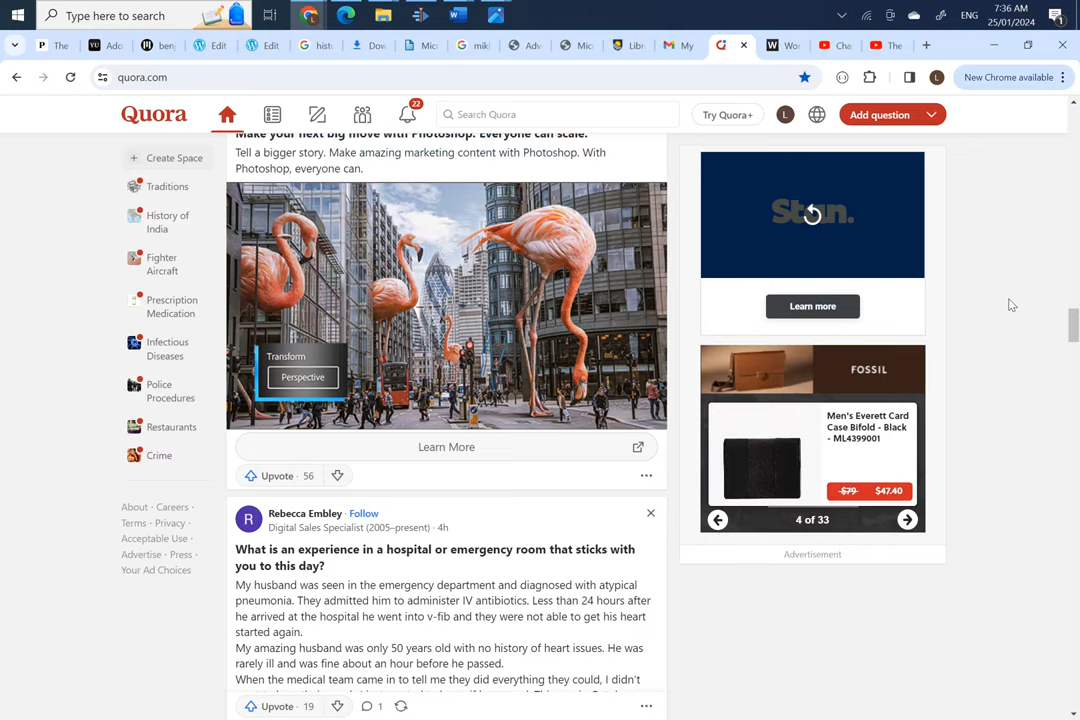 Type here to search
ENG
7:36 AM
25/01/2024
1
The
Ado
benj
Edit
Edit
hist
Dow
Micr
mik
Adv
Mic
Libr
My
Wor
Cha
The
quora.com
New Chrome available
Quora
22
Search Quora
Try Quora+
L
Add question
Create Space
Traditions
History of
India
Fighter
Aircraft
Prescription
Medication
Infectious
Diseases
Police
Procedures
Restaurants
Crime
About · Careers ·
Terms · Privacy ·
Acceptable Use ·
Advertise · Press ·
Your Ad Choices
Make your next big move with Photoshop. Everyone can scale.
Tell a bigger story. Make amazing marketing content with Photoshop. With
Photoshop, everyone can.
Transform
Perspective
Learn More
Upvote · 56
R
Rebecca Embley · Follow
Digital Sales Specialist (2005–present) · 4h
What is an experience in a hospital or emergency room that sticks with
you to this day?
My husband was seen in the emergency department and diagnosed with atypical
pneumonia. They admitted him to administer IV antibiotics. Less than 24 hours after
he arrived at the hospital he went into v-fib and they were not able to get his heart
started again.
My amazing husband was only 50 years old with no history of heart issues. He was
rarely ill and was fine about an hour before he passed.
When the medical team came in to tell me they did everything they could, I didn't
Upvote · 19
1
Stan.
Learn more
FOSSIL
Men's Everett Card
Case Bifold - Black
- ML4399001
$79 $47.40
4 of 33
Advertisement